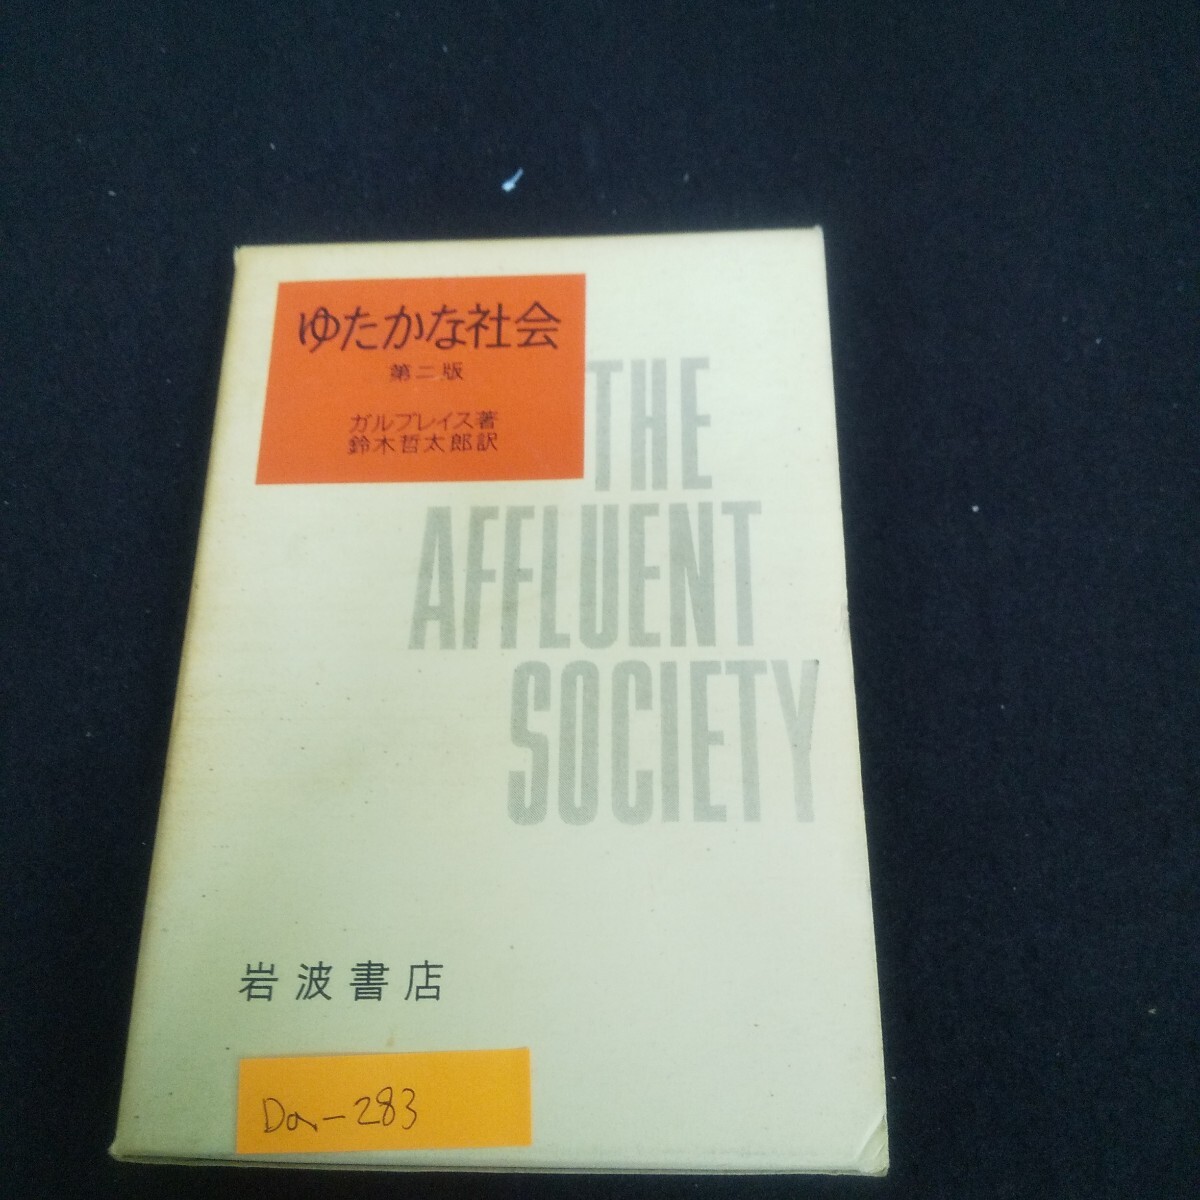 ゆたかな社会
第二版
ガルブレイス著
鈴木哲太郎訳
THE
AFFLUENT
SOCIETY
岩波書店
Da-283